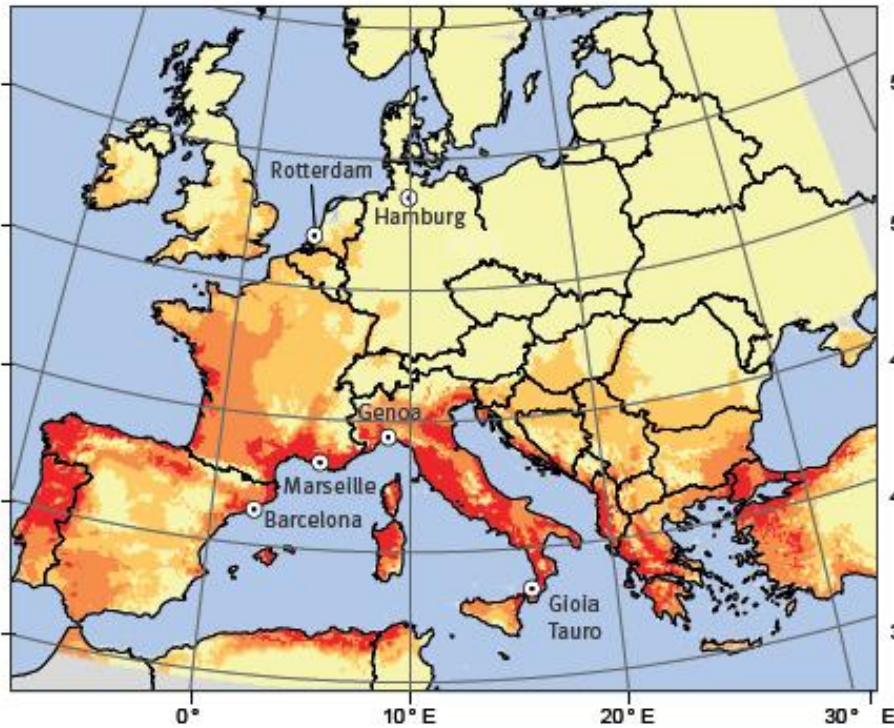 Rotterdam
Hamburg
Genoa
Marseille
Barcelona
Gioia
Tauro
0°
10° E
20° E
30° E